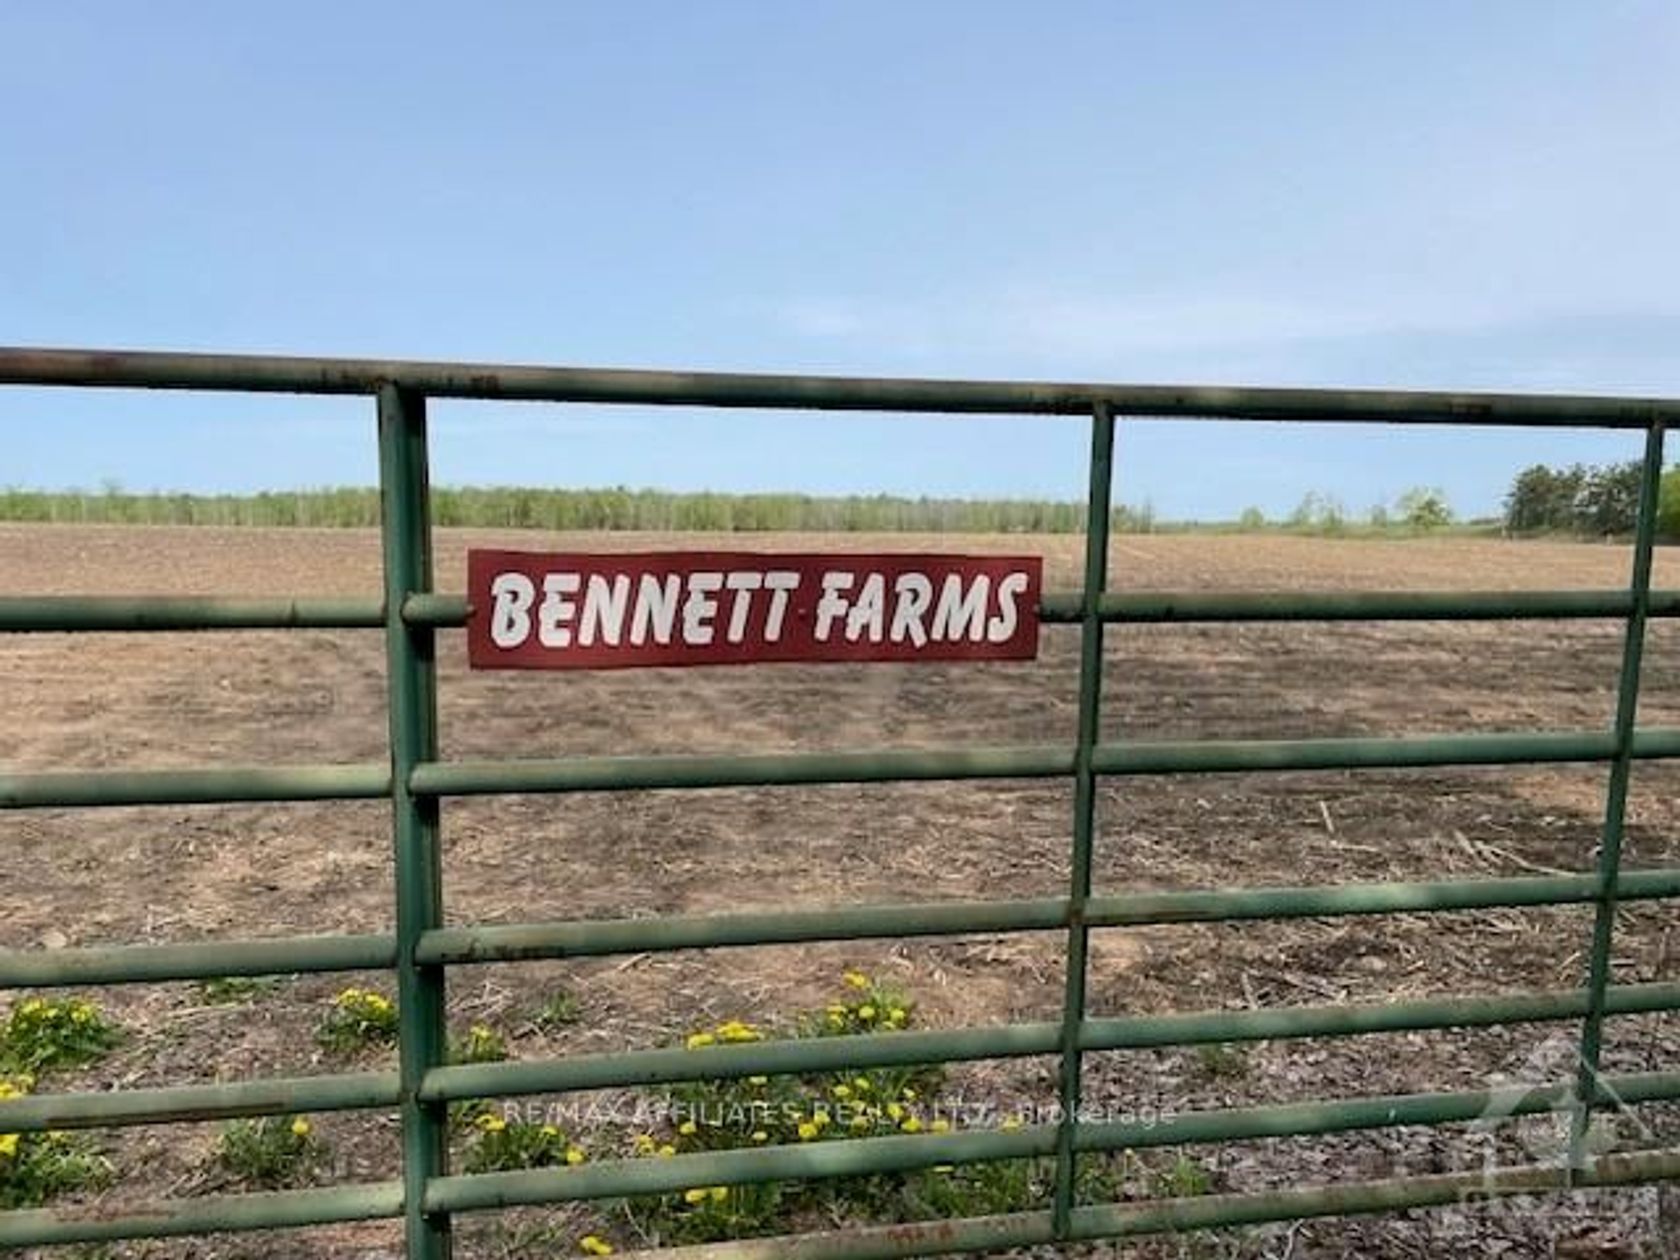 BENNETT FARMS
RE/MAX AFFILIATES REALTY LTD., Brokerage